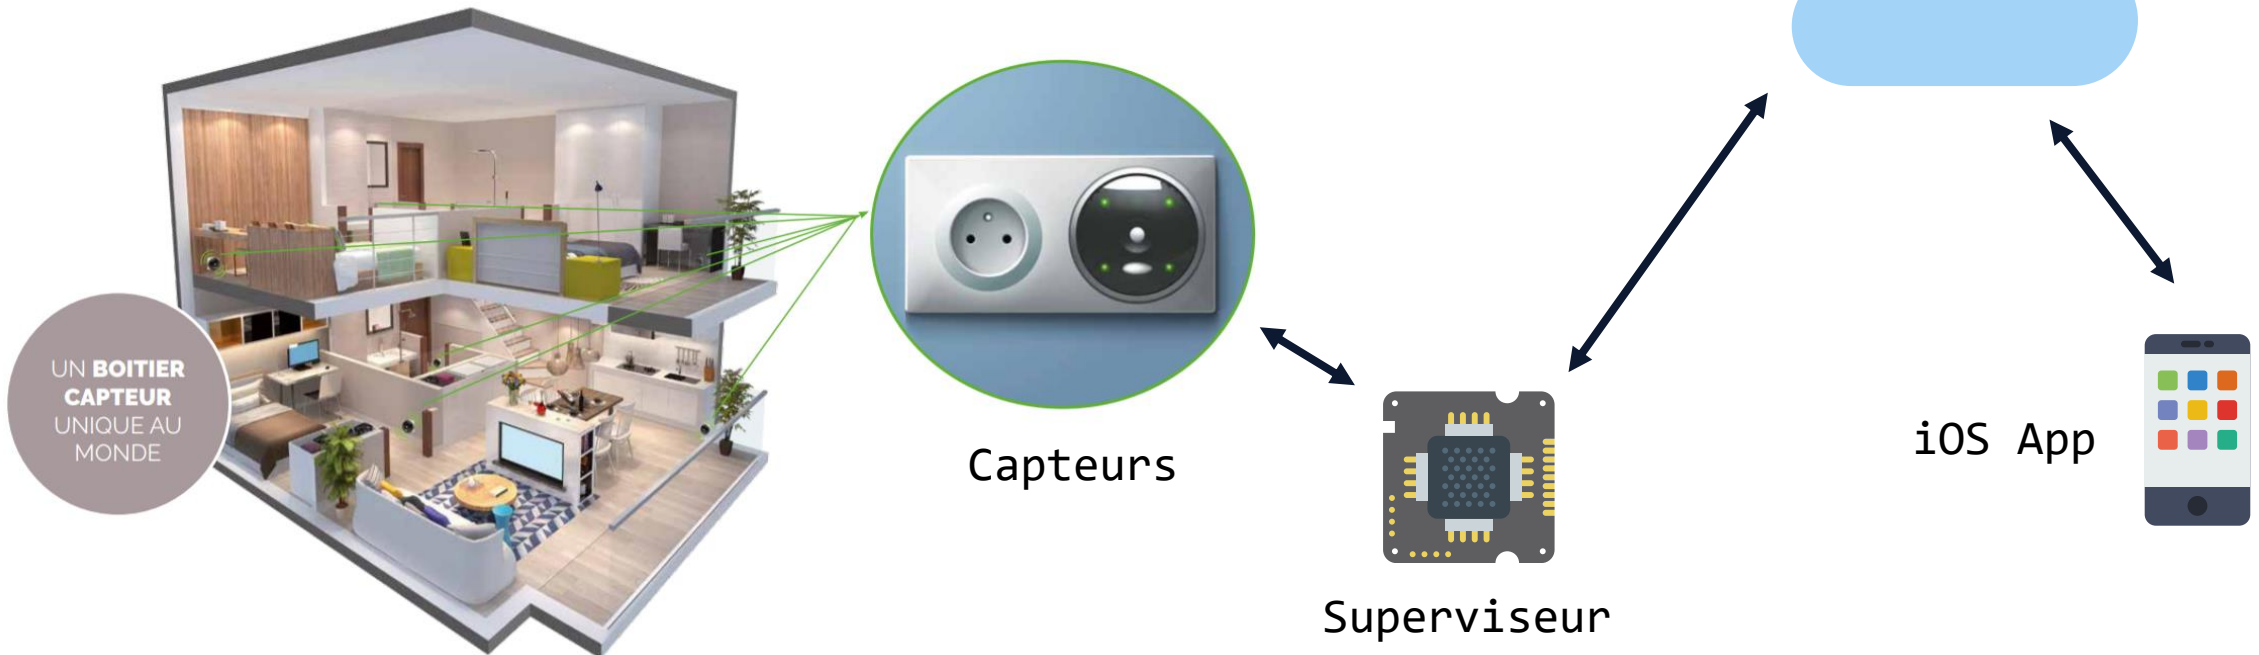 UN BOITIER
CAPTEUR
UNIQUE AU
MONDE
Capteurs
Superviseur
iOS App